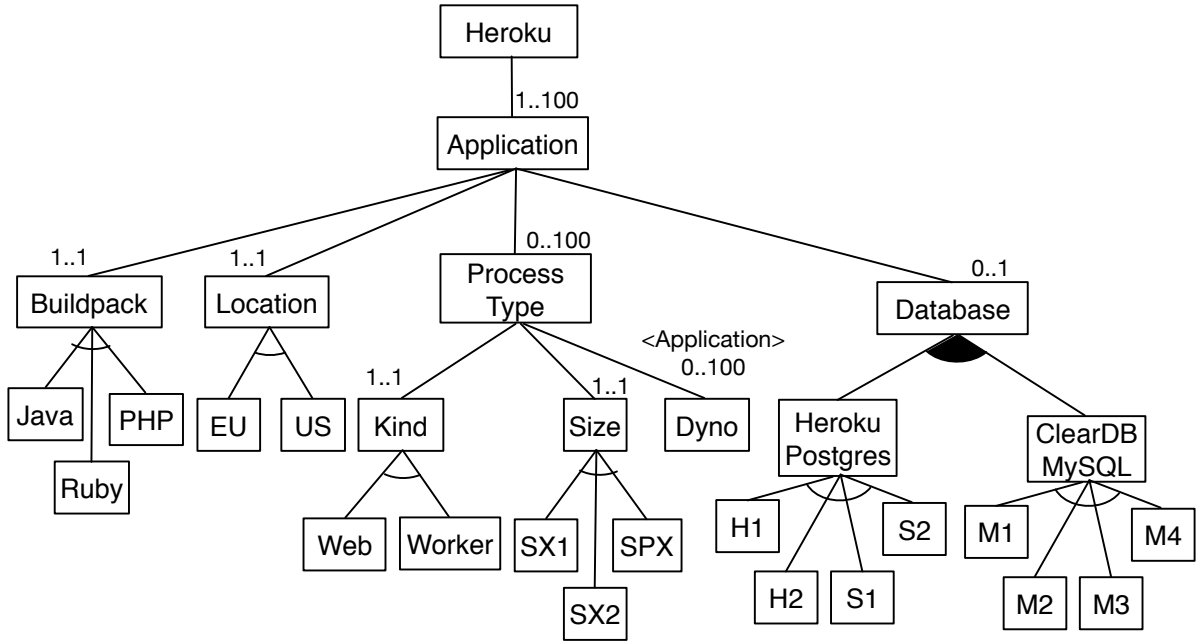 Heroku
1..100
Application
1..1
1..1
0..100
0..1
Buildpack
Location
Process
Type
Database
<Application>
0..100
1..1
1..1
Java
PHP
EU
US
Kind
Size
Dyno
Heroku
Postgres
ClearDB
MySQL
Ruby
Web
Worker
SX1
SPX
H1
S2
M1
M4
SX2
H2
S1
M2
M3